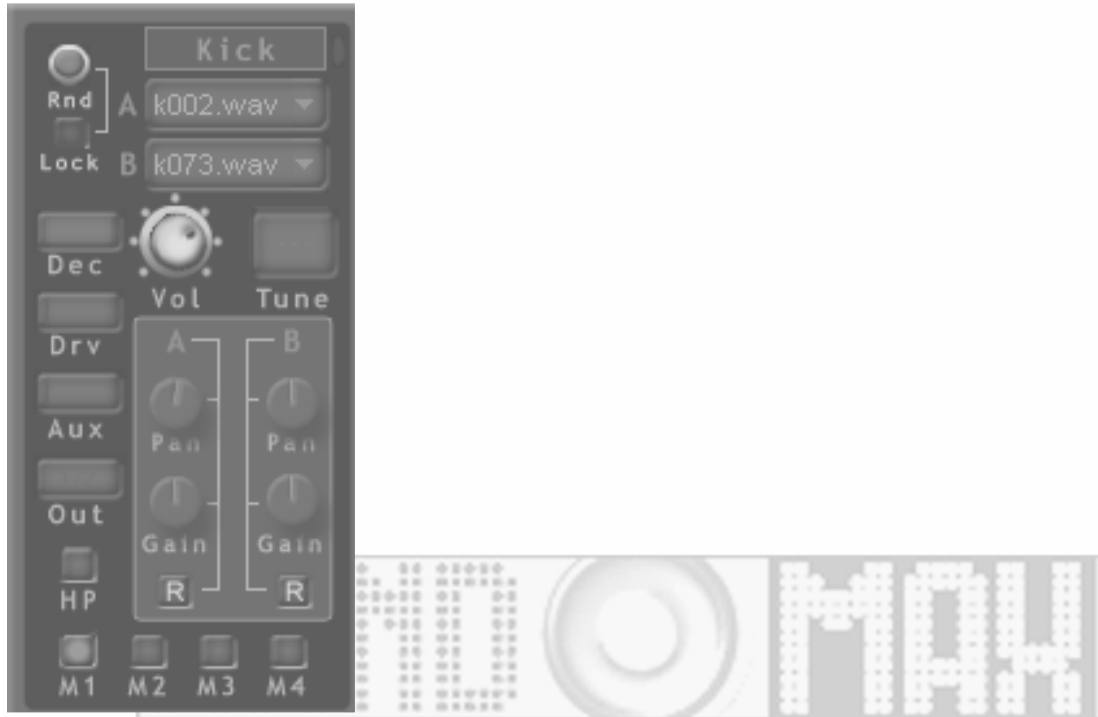 Kick
Rnd
A k002.wav
Lock B k073.wav
Dec
Vol Tune
Drv
A B
Aux
Pan Pan
Out
Gain Gain
HP
R R
M1 M2 M3 M4
MAX